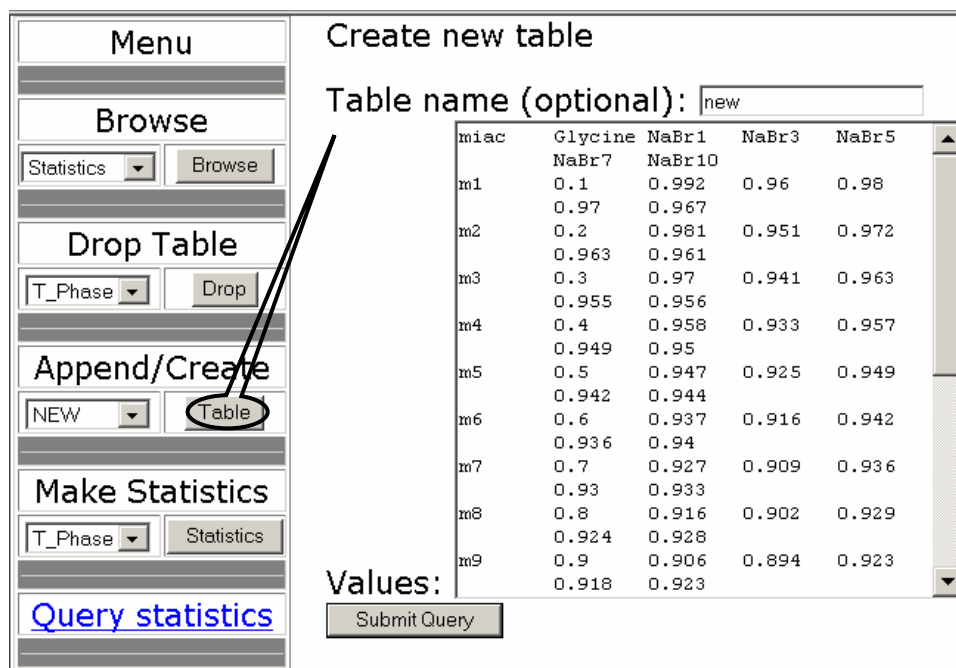 Menu
Browse
Statistics Browse
Drop Table
T_Phase Drop
Append/Create
NEW Table
Make Statistics
T_Phase Statistics
Query statistics
Create new table
Table name (optional): new
miac Glycine NaBr1 NaBr3 NaBr5
NaBr7 NaBr10
m1 0.1 0.992 0.96 0.98
0.97 0.967
m2 0.2 0.981 0.951 0.972
0.963 0.961
m3 0.3 0.97 0.941 0.963
0.955 0.956
m4 0.4 0.958 0.933 0.957
0.949 0.95
m5 0.5 0.947 0.925 0.949
0.942 0.944
m6 0.6 0.937 0.916 0.942
0.936 0.94
m7 0.7 0.927 0.909 0.936
0.93 0.933
m8 0.8 0.916 0.902 0.929
0.924 0.928
m9 0.9 0.906 0.894 0.923
0.918 0.923
Values:
Submit Query